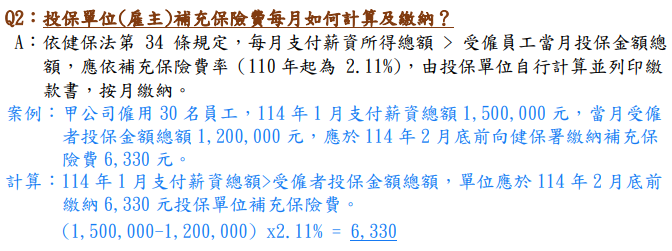 Q2：投保單位(雇主)補充保險費每月如何計算及繳納？
A：依健保法第 34 條規定，每月支付薪資所得總額 > 受僱員工當月投保金額總
額，應依補充保險費率 (110 年起為 2.11%)，由投保單位自行計算並列印繳
款書，按月繳納。
案例：甲公司僱用 30 名員工，114 年 1 月支付薪資總額 1,500,000 元，當月受僱
者投保金額總額 1,200,000 元，應於 114 年 2 月底前向健保署繳納補充保
險費 6,330 元。
計算：114 年 1 月支付薪資總額>受僱者投保金額總額，單位應於 114 年 2 月底前
繳納 6,330 元投保單位補充保險費。
(1,500,000-1,200,000) x2.11% = 6,330